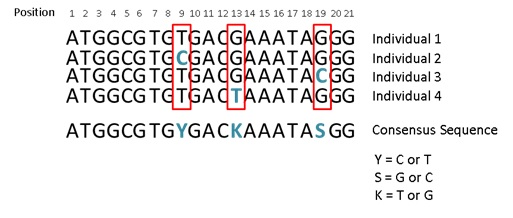 Position 1 2 3 4 5 6 7 8 9 10 11 12 13 14 15 16 17 18 19 20 21
ATGGCGTGTGACGAAATAGGG Individual 1
ATGGCGTGCGACGAAATAGGG Individual 2
ATGGCGTGTGACGAAATACGG Individual 3
ATGGCGTGTGACTAAATAGGG Individual 4
ATGGCGTGYGACKAAATASGG Consensus Sequence
Y = C or T
S = G or C
K = T or G